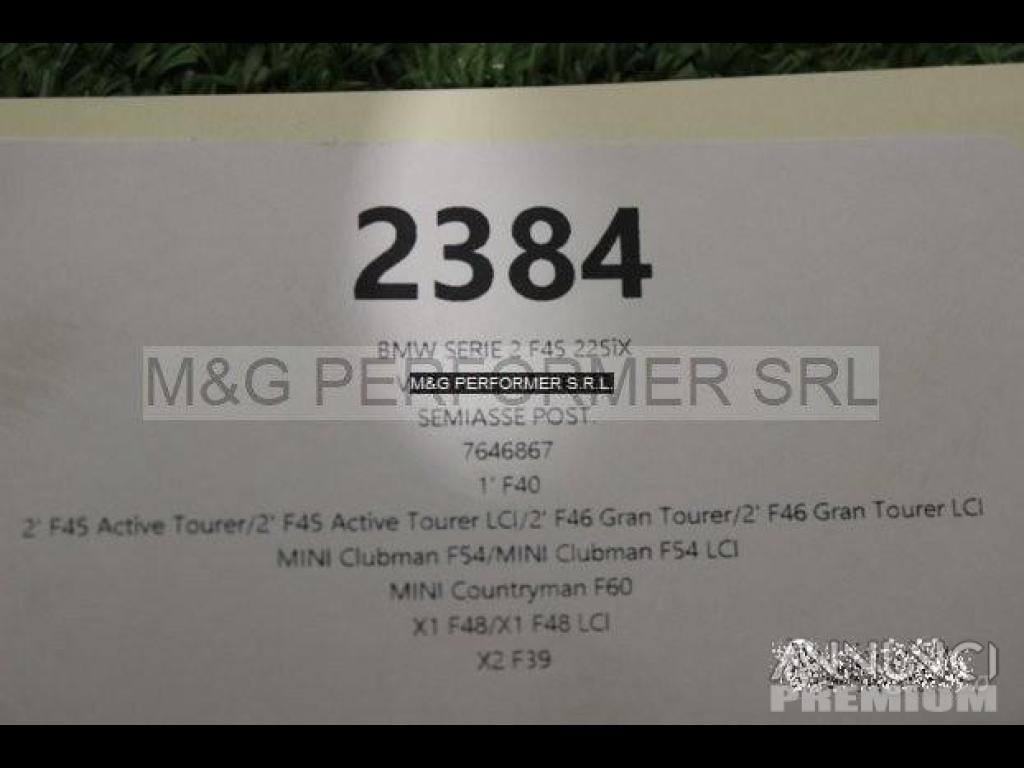 2384
BMW SERIE 2 F45 225iX
M&G PERFORMER SRL
M&G PERFORMER S.R.L.
SEMIASSE POST.
7646867
1' F40
2' F45 Active Tourer/2' F45 Active Tourer LCI/2' F46 Gran Tourer/2' F46 Gran Tourer LCI
MINI Clubman F54/MINI Clubman F54 LCI
MINI Countryman F60
X1 F48/X1 F48 LCI
X2 F39
ANNUNCI
PREMIUM